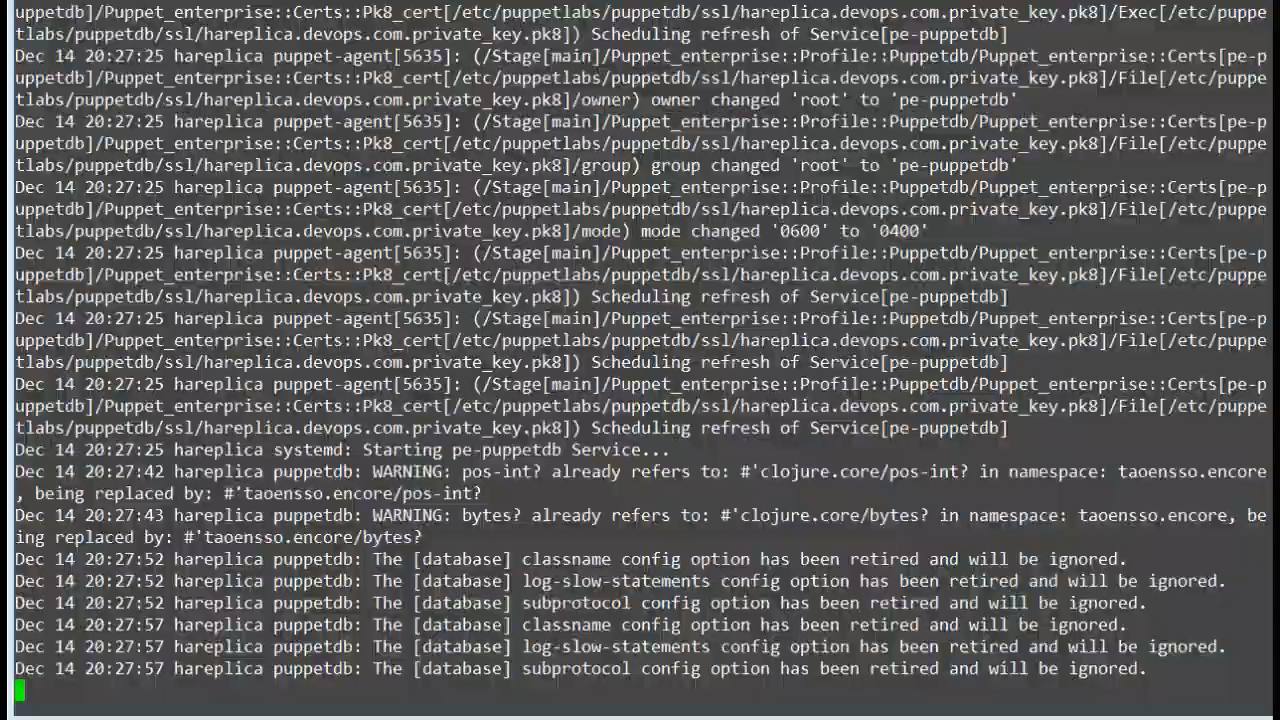 uppetdb]/Puppet_enterprise::Certs::Pk8_cert[/etc/puppetlabs/puppetdb/ssl/hareplica.devops.com.private_key.pk8]/Exec[/etc/puppe
tlabs/puppetdb/ssl/hareplica.devops.com.private_key.pk8]) Scheduling refresh of Service[pe-puppetdb]
Dec 14 20:27:25 hareplica puppet-agent[5635]: (/Stage[main]/Puppet_enterprise::Profile::Puppetdb/Puppet_enterprise::Certs[pe-p
uppetdb]/Puppet_enterprise::Certs::Pk8_cert[/etc/puppetlabs/puppetdb/ssl/hareplica.devops.com.private_key.pk8]/File[/etc/puppe
tlabs/puppetdb/ssl/hareplica.devops.com.private_key.pk8]/owner) owner changed 'root' to 'pe-puppetdb'
Dec 14 20:27:25 hareplica puppet-agent[5635]: (/Stage[main]/Puppet_enterprise::Profile::Puppetdb/Puppet_enterprise::Certs[pe-p
uppetdb]/Puppet_enterprise::Certs::Pk8_cert[/etc/puppetlabs/puppetdb/ssl/hareplica.devops.com.private_key.pk8]/File[/etc/puppe
tlabs/puppetdb/ssl/hareplica.devops.com.private_key.pk8]/group) group changed 'root' to 'pe-puppetdb'
Dec 14 20:27:25 hareplica puppet-agent[5635]: (/Stage[main]/Puppet_enterprise::Profile::Puppetdb/Puppet_enterprise::Certs[pe-p
uppetdb]/Puppet_enterprise::Certs::Pk8_cert[/etc/puppetlabs/puppetdb/ssl/hareplica.devops.com.private_key.pk8]/File[/etc/puppe
tlabs/puppetdb/ssl/hareplica.devops.com.private_key.pk8]/mode) mode changed '0600' to '0400'
Dec 14 20:27:25 hareplica puppet-agent[5635]: (/Stage[main]/Puppet_enterprise::Profile::Puppetdb/Puppet_enterprise::Certs[pe-p
uppetdb]/Puppet_enterprise::Certs::Pk8_cert[/etc/puppetlabs/puppetdb/ssl/hareplica.devops.com.private_key.pk8]/File[/etc/puppe
tlabs/puppetdb/ssl/hareplica.devops.com.private_key.pk8]) Scheduling refresh of Service[pe-puppetdb]
Dec 14 20:27:25 hareplica puppet-agent[5635]: (/Stage[main]/Puppet_enterprise::Profile::Puppetdb/Puppet_enterprise::Certs[pe-p
uppetdb]/Puppet_enterprise::Certs::Pk8_cert[/etc/puppetlabs/puppetdb/ssl/hareplica.devops.com.private_key.pk8]/File[/etc/puppe
tlabs/puppetdb/ssl/hareplica.devops.com.private_key.pk8]) Scheduling refresh of Service[pe-puppetdb]
Dec 14 20:27:25 hareplica puppet-agent[5635]: (/Stage[main]/Puppet_enterprise::Profile::Puppetdb/Puppet_enterprise::Certs[pe-p
uppetdb]/Puppet_enterprise::Certs::Pk8_cert[/etc/puppetlabs/puppetdb/ssl/hareplica.devops.com.private_key.pk8]/File[/etc/puppe
tlabs/puppetdb/ssl/hareplica.devops.com.private_key.pk8]) Scheduling refresh of Service[pe-puppetdb]
Dec 14 20:27:25 hareplica systemd: Starting pe-puppetdb Service...
Dec 14 20:27:42 hareplica puppetdb: WARNING: pos-int? already refers to: #'clojure.core/pos-int? in namespace: taoensso.encore
, being replaced by: #'taoensso.encore/pos-int?
Dec 14 20:27:43 hareplica puppetdb: WARNING: bytes? already refers to: #'clojure.core/bytes? in namespace: taoensso.encore, be
ing replaced by: #'taoensso.encore/bytes?
Dec 14 20:27:52 hareplica puppetdb: The [database] classname config option has been retired and will be ignored.
Dec 14 20:27:52 hareplica puppetdb: The [database] log-slow-statements config option has been retired and will be ignored.
Dec 14 20:27:52 hareplica puppetdb: The [database] subprotocol config option has been retired and will be ignored.
Dec 14 20:27:57 hareplica puppetdb: The [database] classname config option has been retired and will be ignored.
Dec 14 20:27:57 hareplica puppetdb: The [database] log-slow-statements config option has been retired and will be ignored.
Dec 14 20:27:57 hareplica puppetdb: The [database] subprotocol config option has been retired and will be ignored.